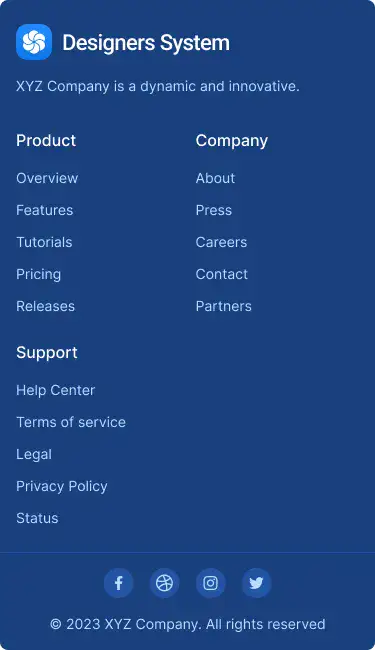 Designers System
XYZ Company is a dynamic and innovative.
Product
Overview
Features
Tutorials
Pricing
Releases
Company
About
Press
Careers
Contact
Partners
Support
Help Center
Terms of service
Legal
Privacy Policy
Status
© 2023 XYZ Company. All rights reserved